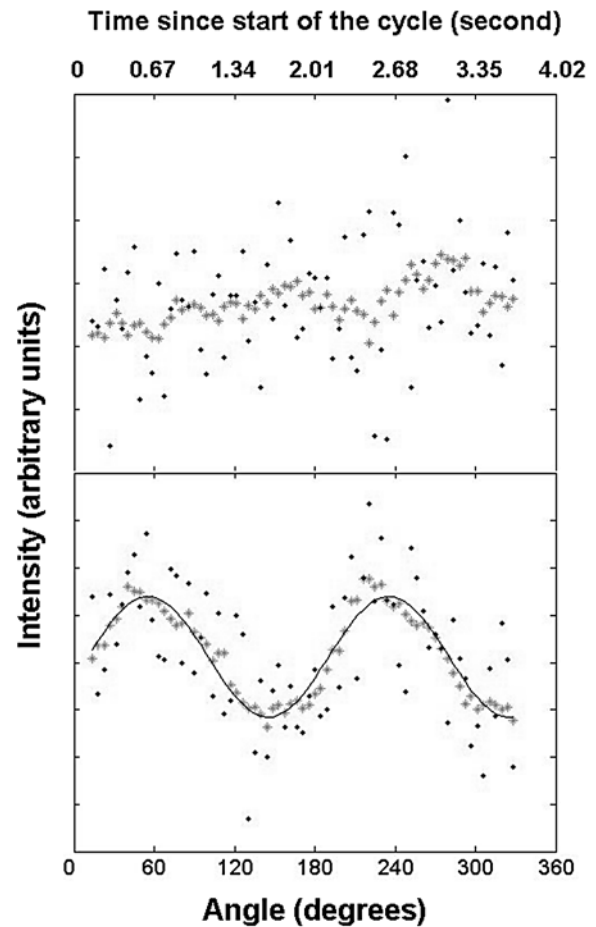 Time since start of the cycle (second)
0 0.67 1.34 2.01 2.68 3.35 4.02
Intensity (arbitrary units)
0 60 120 180 240 300 360
Angle (degrees)